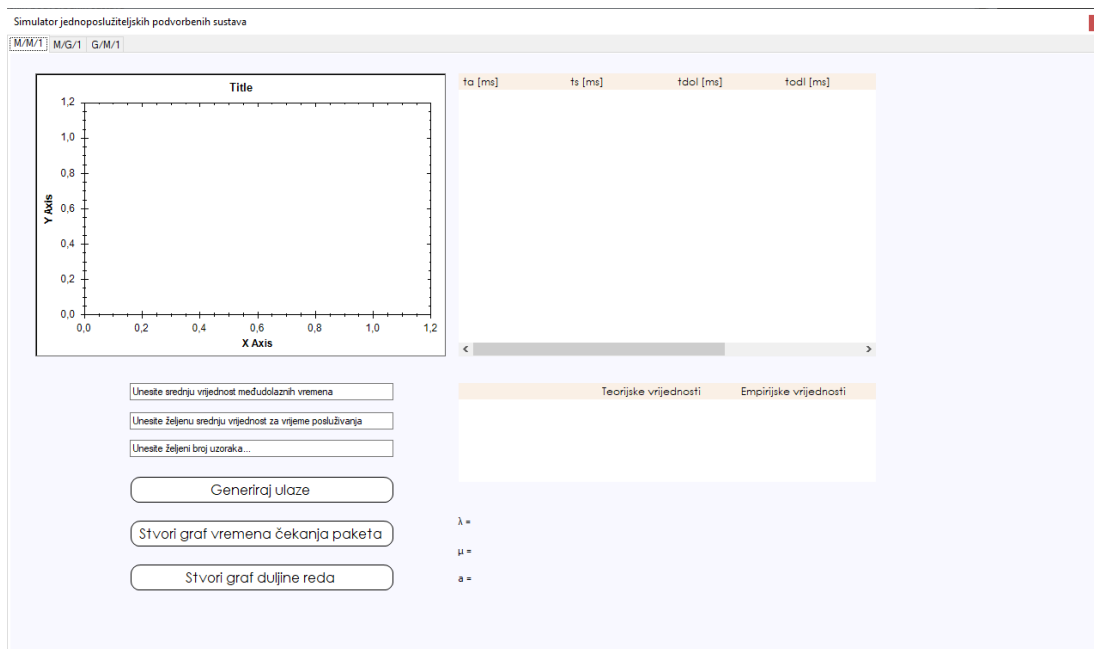 Simulator jednoposlužiteljskih podvorbenih sustava
M/M/1 M/G/1 G/M/1
Title
1,2
1,0
0,8
0,6
0,4
0,2
0,0
Y Axis
0,0 0,2 0,4 0,6 0,8 1,0 1,2
X Axis
ta [ms] ts [ms] tdol [ms] todl [ms]
Unesite srednju vrijednost međudolaznih vremena
Unesite željenu srednju vrijednost za vrijeme posluživanja
Unesite željeni broj uzoraka...
Generiraj ulaze
Stvori graf vremena čekanja paketa
Stvori graf duljine reda
Teorijske vrijednosti Empirijske vrijednosti
λ =
μ =
a =